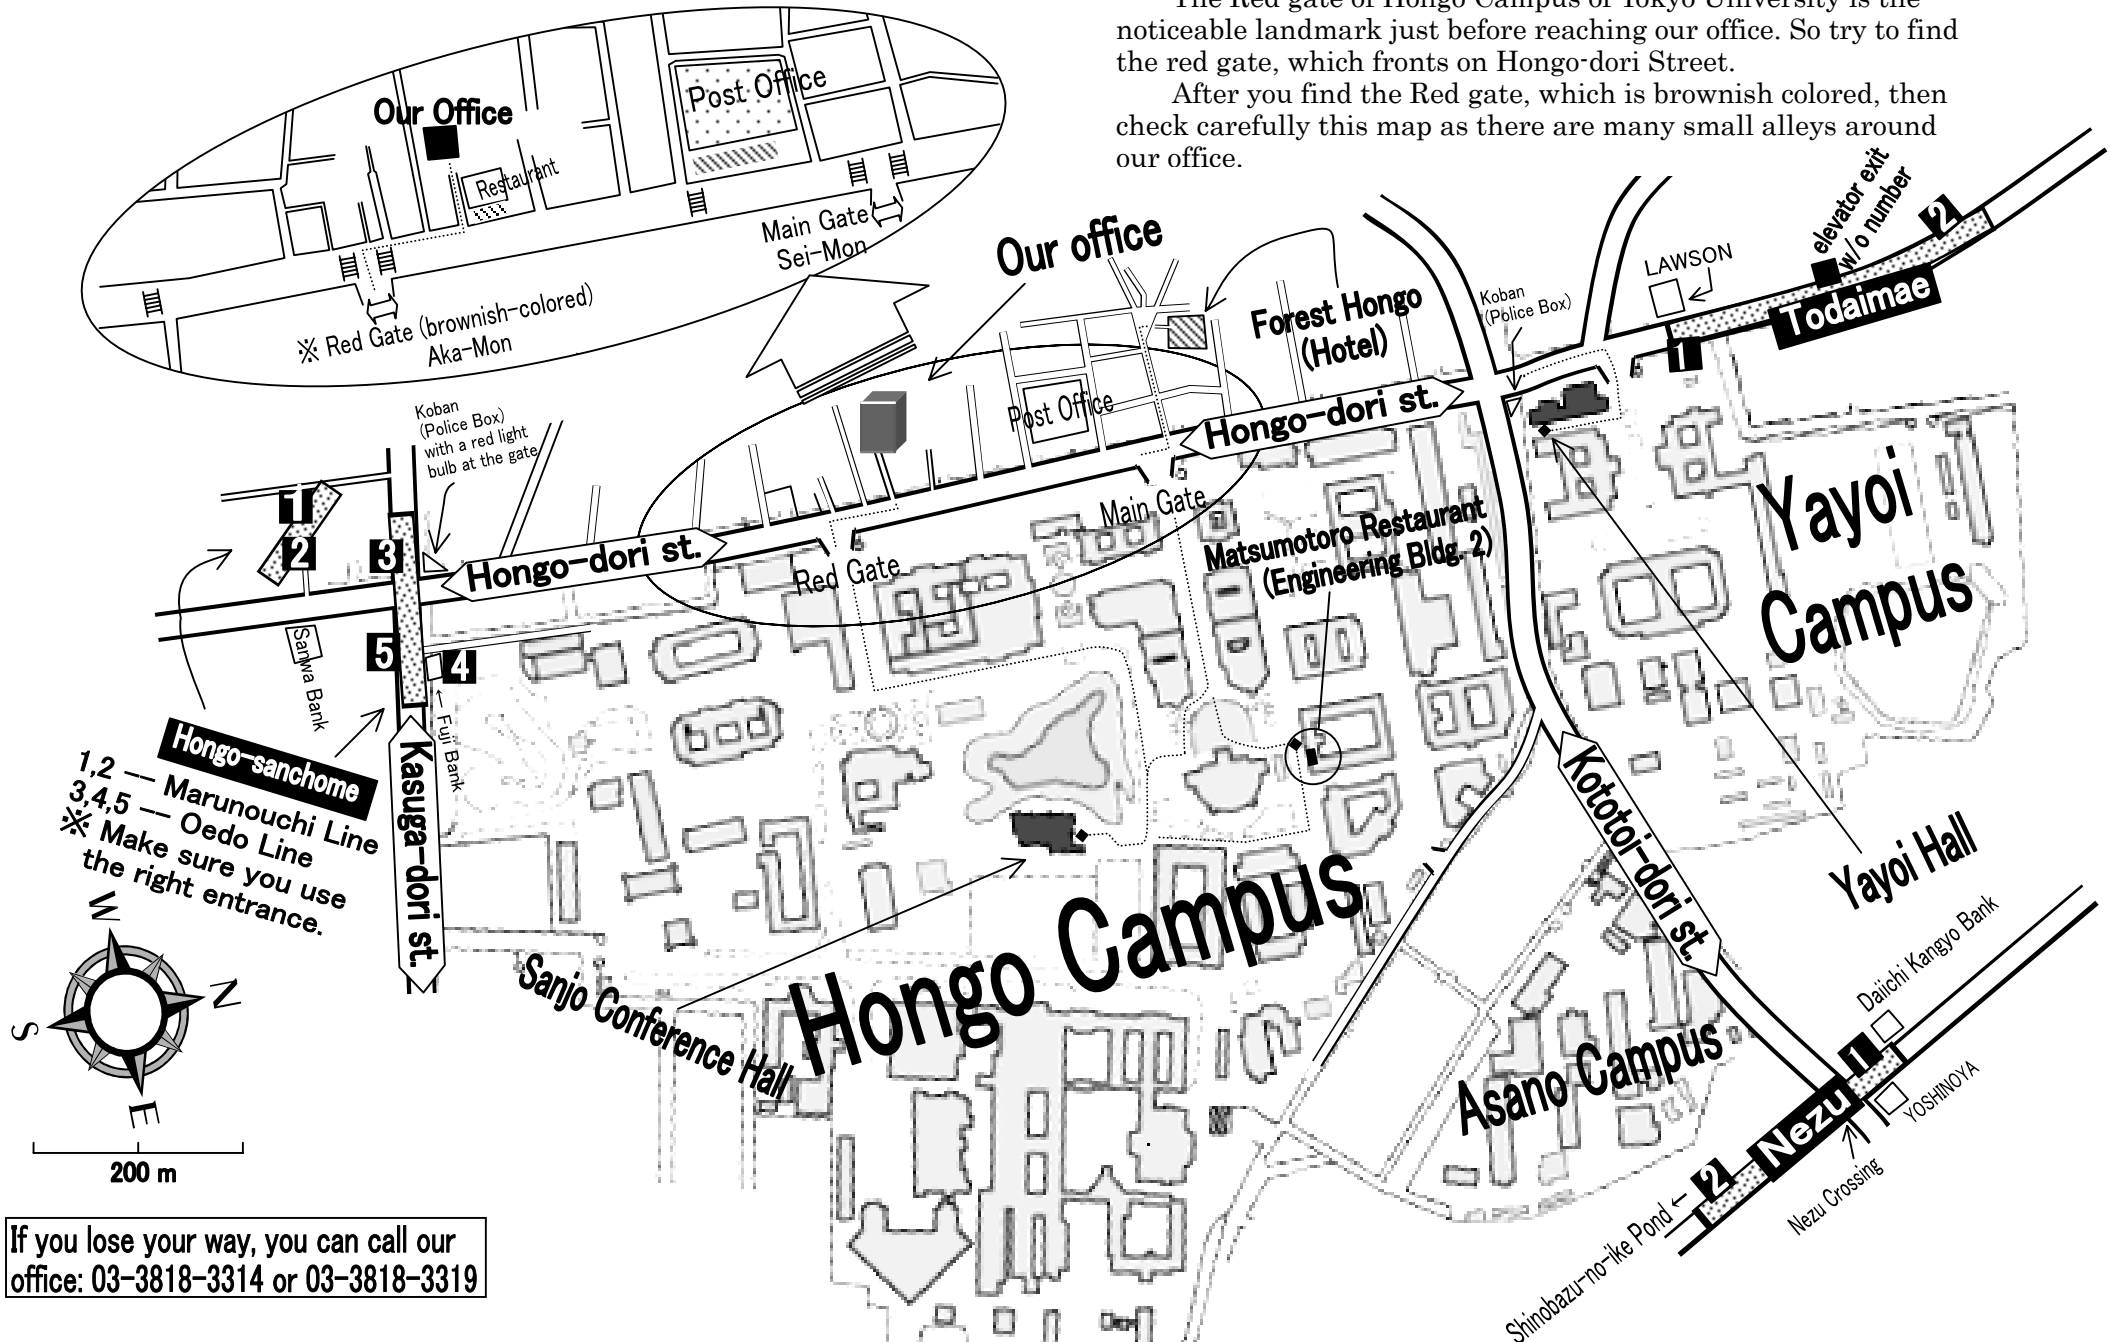 The Red gate of Hongo Campus of Tokyo University is the
noticeable landmark just before reaching our office. So try to find
the red gate, which fronts on Hongo-dori Street.
After you find the Red gate, which is brownish colored, then
check carefully this map as there are many small alleys around
our office.
Our Office
Post Office
Restaurant
Main Gate
Sei-Mon
※ Red Gate (brownish-colored)
Aka-Mon
Our office
Forest Hongo
(Hotel)
Koban
(Police Box)
LAWSON
elevator exit
w/o number
2
Todaimae
1
Koban
(Police Box)
with a red light
bulb at the gate
Post Office
Hongo-dori st.
Main Gate
Red Gate
Hongo-dori st.
Matsumotoro Restaurant
(Engineering Bldg. 2)
Yayoi
Campus
1
2
3
5
4
Sanwa Bank
← Fuji Bank
Hongo-sanchome
1,2 -- Marunouchi Line
3,4,5 -- Oedo Line
※ Make sure you use
the right entrance.
Kasuga-dori st.
Kototoi-dori st.
Yayoi Hall
Hongo Campus
Sanjo Conference Hall
Asano Campus
Daiichi Kangyo Bank
1
YOSHINOYA
Nezu
2
Nezu Crossing
Shinobazu-no-ike Pond ←
W
N
S
E
200 m
If you lose your way, you can call our
office: 03-3818-3314 or 03-3818-3319